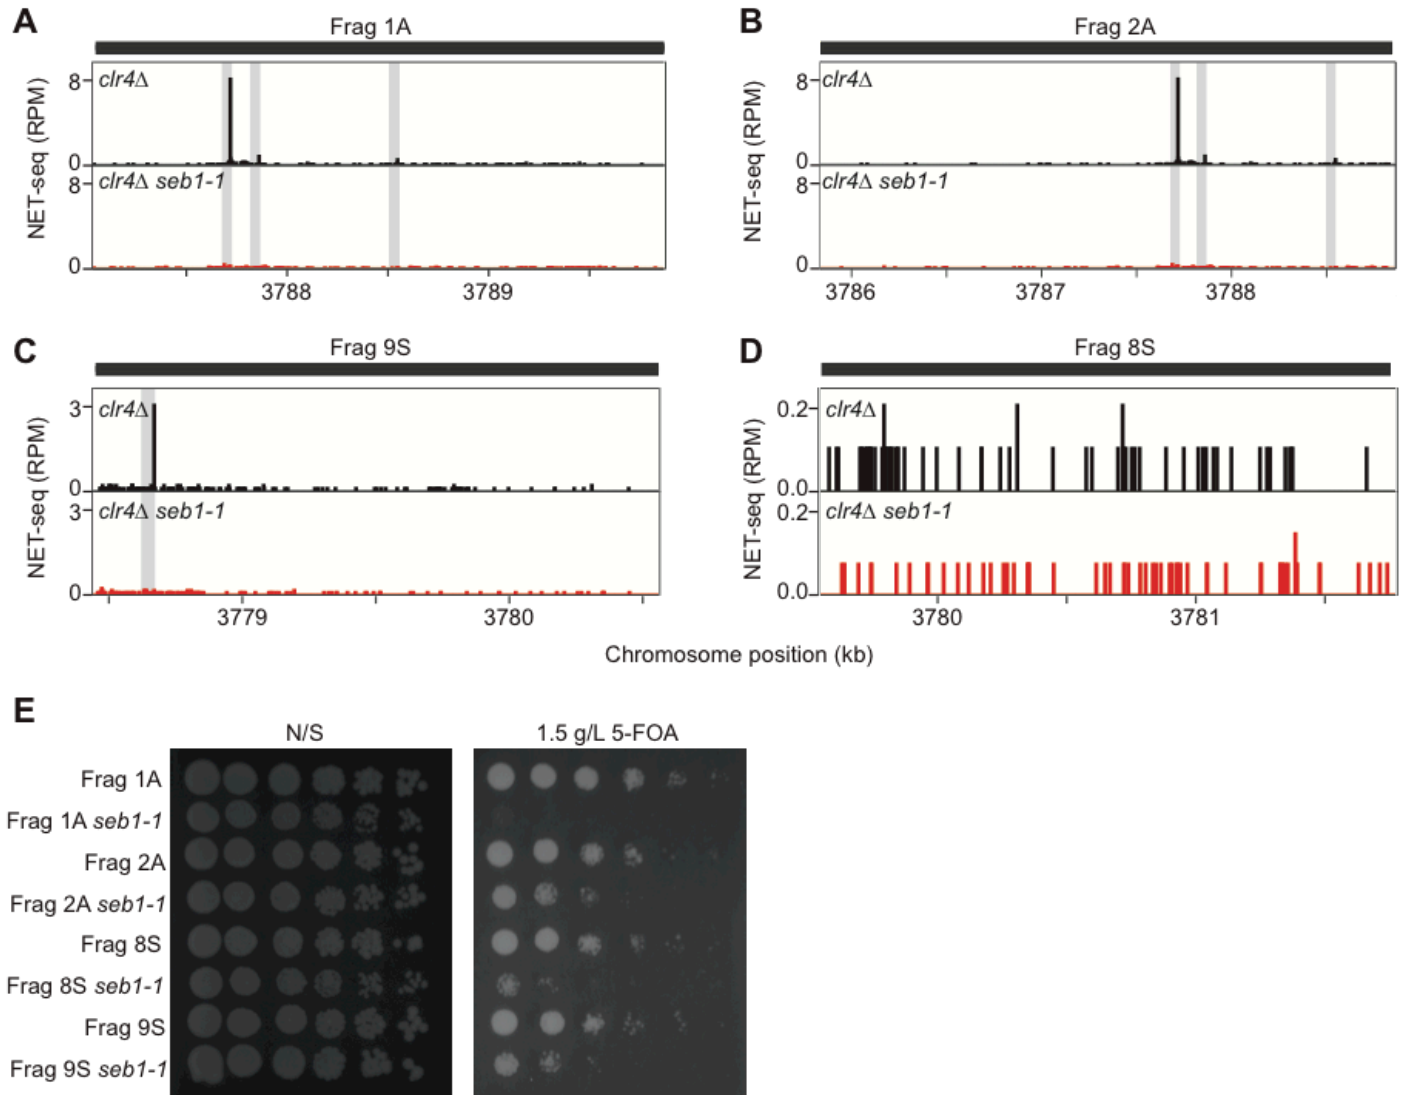 A
Frag 1A
clr4Δ
8
0
clr4Δ seb1-1
8
0
NET-seq (RPM)
3788
3789
B
Frag 2A
clr4Δ
8
0
clr4Δ seb1-1
8
0
NET-seq (RPM)
3786
3787
3788
C
Frag 9S
clr4Δ
3
0
clr4Δ seb1-1
3
0
NET-seq (RPM)
3779
3780
D
Frag 8S
clr4Δ
0.2
0.0
clr4Δ seb1-1
0.2
0.0
NET-seq (RPM)
3780
3781
Chromosome position (kb)
E
N/S
1.5 g/L 5-FOA
Frag 1A
Frag 1A seb1-1
Frag 2A
Frag 2A seb1-1
Frag 8S
Frag 8S seb1-1
Frag 9S
Frag 9S seb1-1